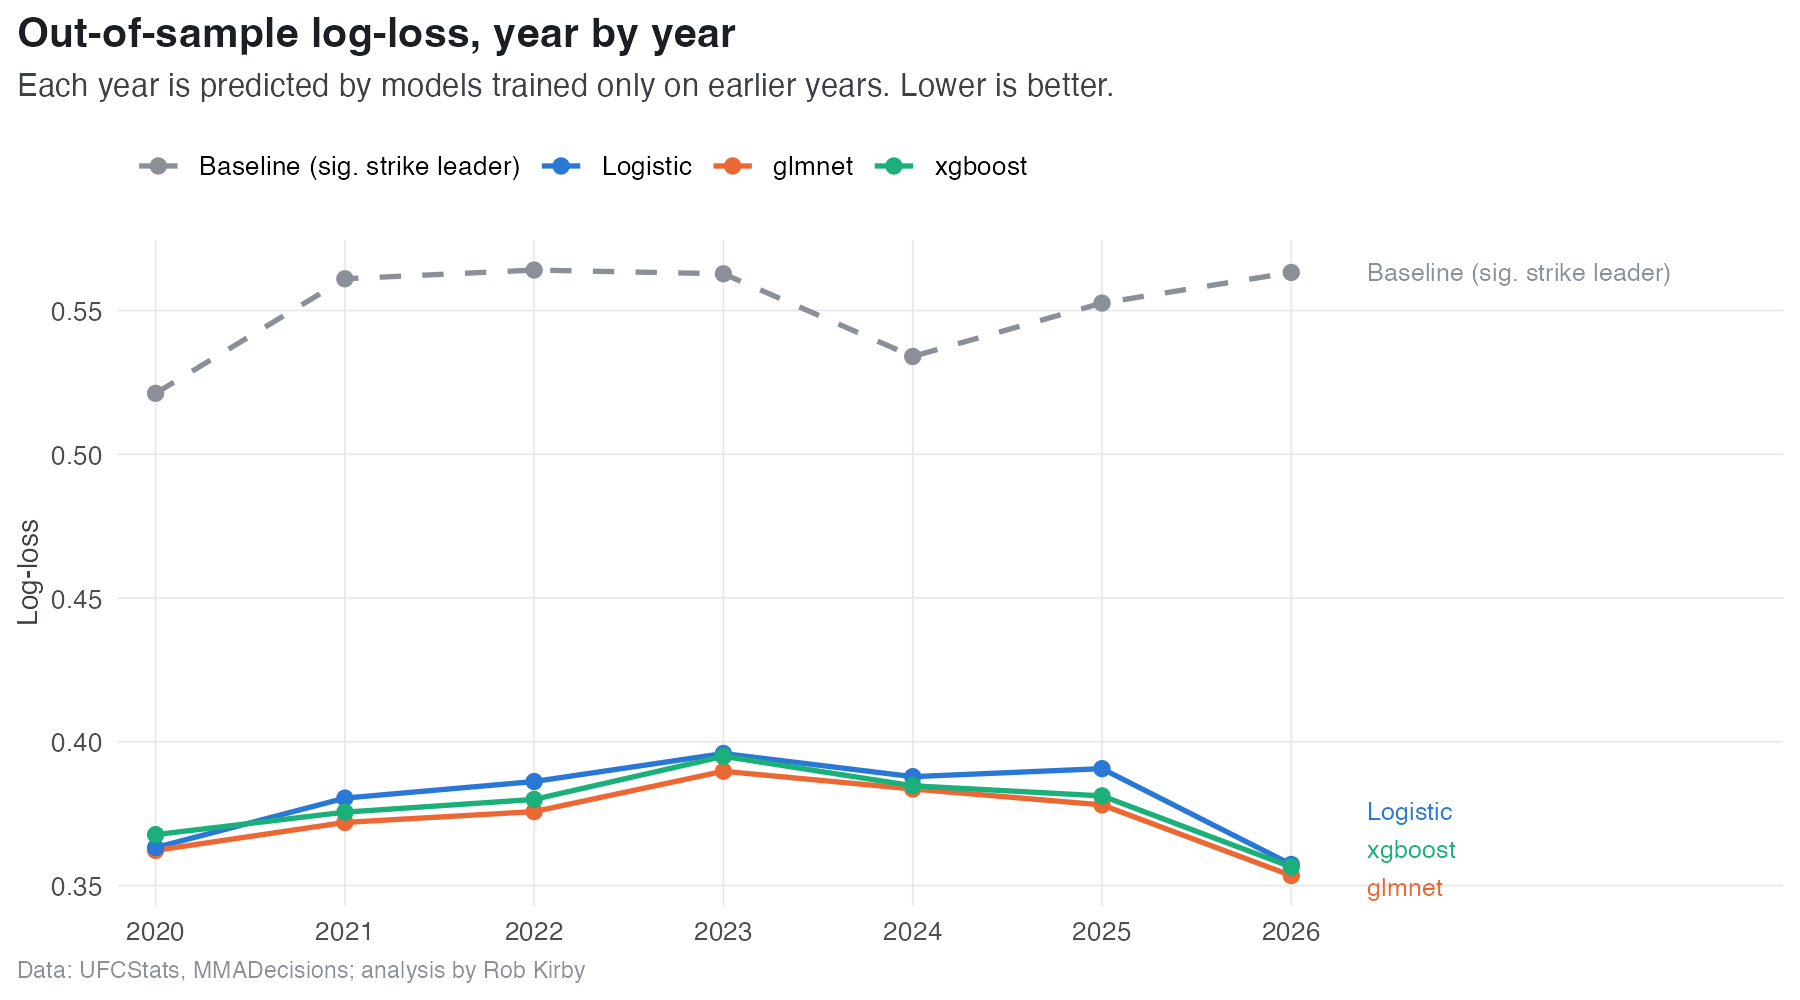 Out-of-sample log-loss, year by year
Each year is predicted by models trained only on earlier years. Lower is better.
Baseline (sig. strike leader) Logistic glmnet xgboost
Baseline (sig. strike leader)
0.55
0.50
Log-loss
0.45
0.40
Logistic
xgboost
0.35
glmnet
2020 2021 2022 2023 2024 2025 2026
Data: UFCStats, MMADecisions; analysis by Rob Kirby